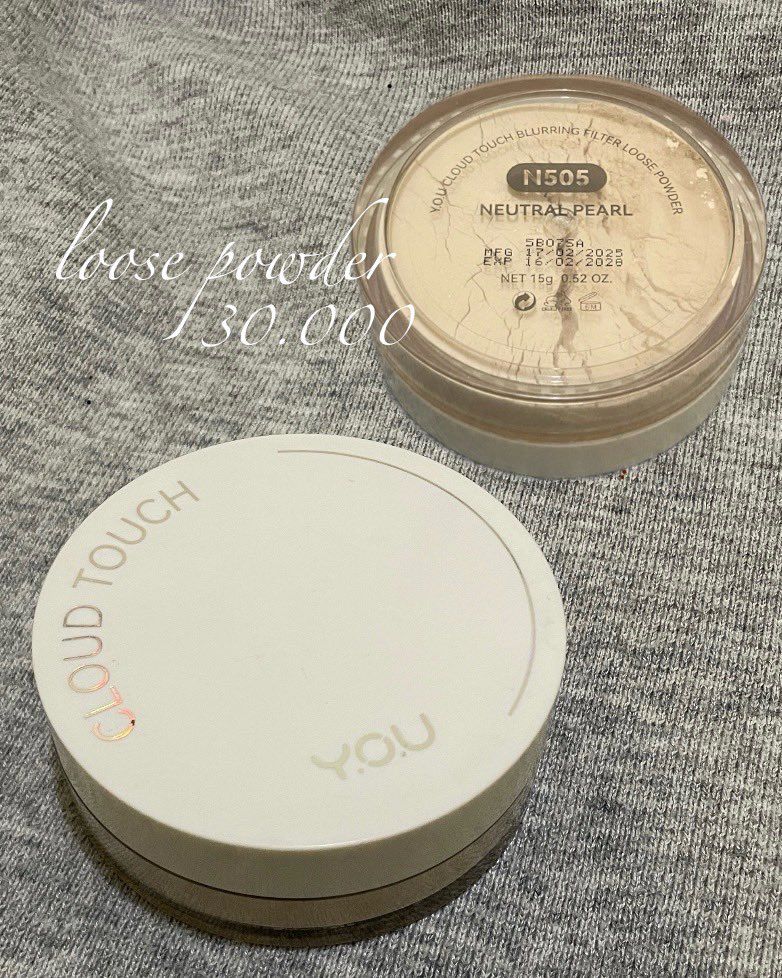 Y.O.U CLOUD TOUCH BLURRING FILTER LOOSE POWDER
N505
NEUTRAL PEARL
5B07SA
MFG 17/02/2025
EXP 16/02/2028
NET 15g 0.52 OZ.
loose powder
130.000
CLOUD TOUCH
Y.O.U